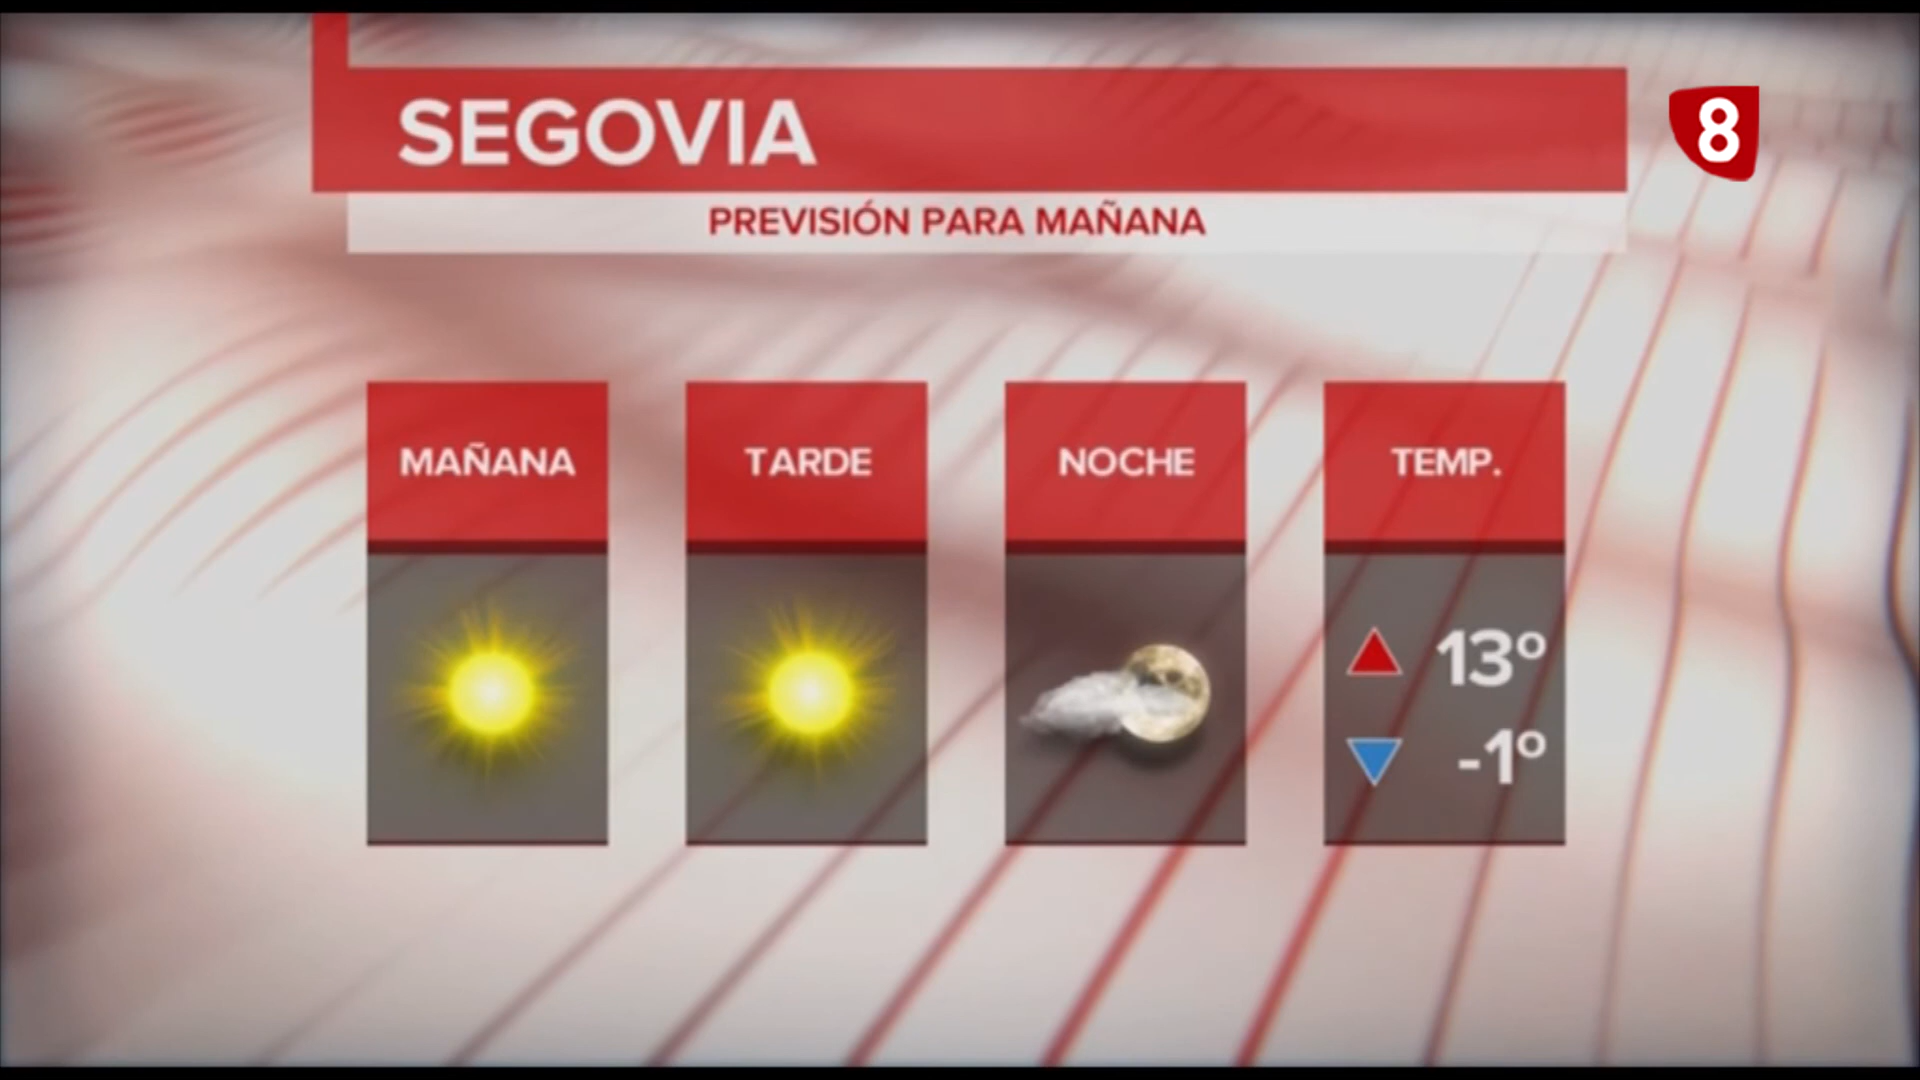 SEGOVIA
8
PREVISIÓN PARA MAÑANA
MAÑANA
TARDE
NOCHE
TEMP.
13º
-1º